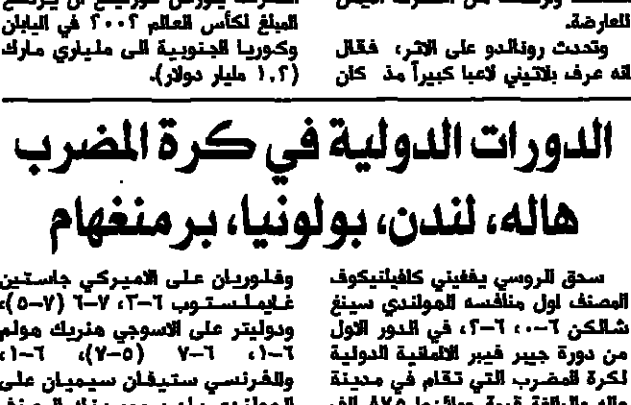 للعارضة.
وتحدث رونالدو على الاثر، فقال
انه عرف بلاتيني لاعبا كبيراً مذ كان
المبلغ لكأس العالم ٢٠٠٢ في اليابان
وكوريا الجنوبية الى ملياري مارك
(١.٢ مليار دولار).
الدورات الدولية في كرة المضرب
هاله، لندن، بولونيا، برمنغهام
سحق الروسي يفغيني كافيلنيكوف
المصنف اول منافسه الهولندي سينغ
شالكن ٦-٠، ٦-٢، في الدور الاول
من دورة جيير فيبر الالمانية الدولية
لكرة المضرب التي تقام في مدينة
هاله والبالغة قيمة جوائزها ٨٧٥ الف
وفلوريان على الاميركي جاستين
غايملستوب ٦-٢، ٧-٦ (٧-٥)،
ودوليتر على الاسوجي هنريك هولم
٦-١، ٦-٧ (٥-٧)، ٦-١،
والفرنسي ستيفان سيميان على